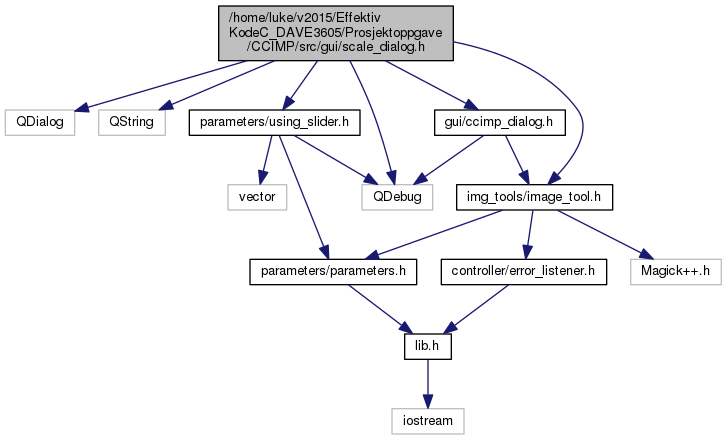 /home/luke/v2015/Effektiv
KodeC_DAVE3605/Prosjektoppgave
/CCIMP/src/gui/scale_dialog.h
QDialog
QString
parameters/using_slider.h
gui/ccimp_dialog.h
vector
QDebug
img_tools/image_tool.h
parameters/parameters.h
controller/error_listener.h
Magick++.h
lib.h
iostream